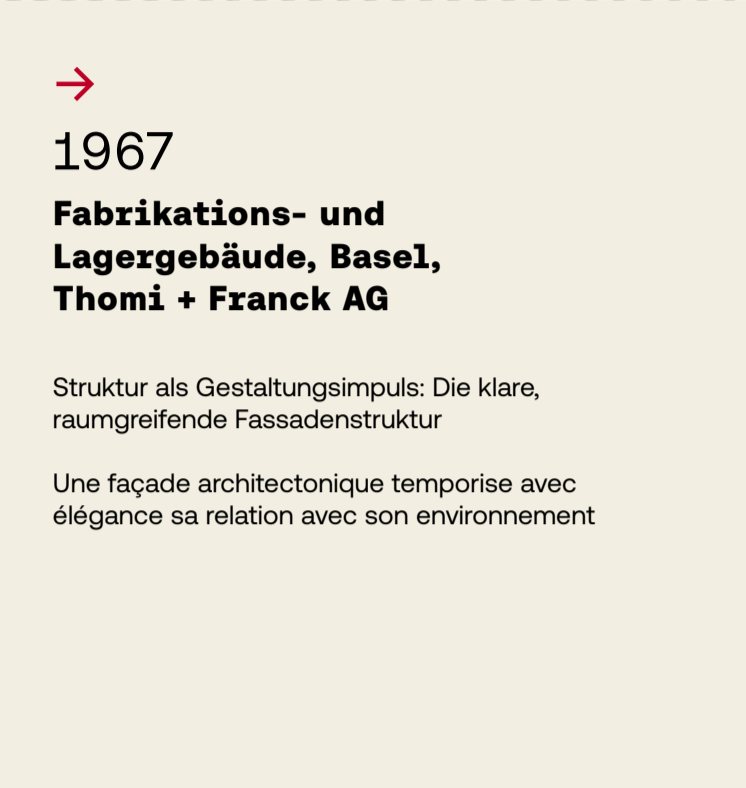 →
1967
Fabrikations- und
Lagergebäude, Basel,
Thomi + Franck AG
Struktur als Gestaltungsimpuls: Die klare,
raumgreifende Fassadenstruktur
Une façade architectonique temporise avec
élégance sa relation avec son environnement